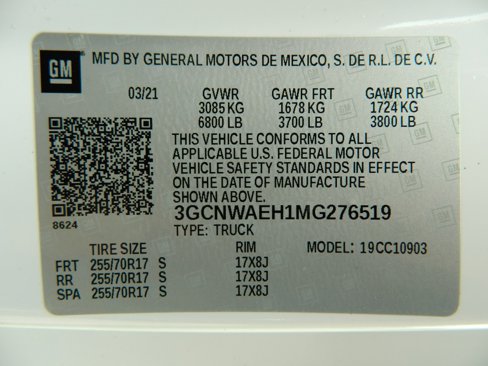 GM
MFD BY GENERAL MOTORS DE MEXICO, S. DE R.L. DE C.V.
03/21 GVWR GAWR FRT GAWR RR
3085 KG 1678 KG 1724 KG
6800 LB 3700 LB 3800 LB
THIS VEHICLE CONFORMS TO ALL
APPLICABLE U.S. FEDERAL MOTOR
VEHICLE SAFETY STANDARDS IN EFFECT
ON THE DATE OF MANUFACTURE
SHOWN ABOVE.
3GCNWAEH1MG276519
8624 TYPE: TRUCK
TIRE SIZE RIM MODEL: 19CC10903
FRT 255/70R17 S 17X8J
RR 255/70R17 S 17X8J
SPA 255/70R17 S 17X8J